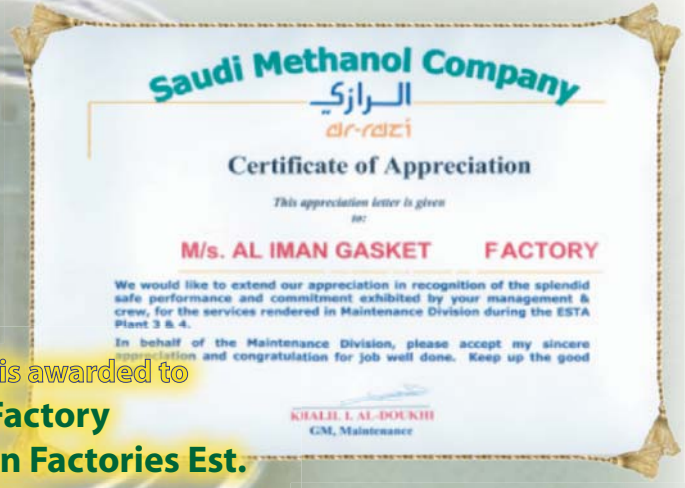 Saudi Methanol Company
الرازي
ar-razi
Certificate of Appreciation
This appreciation letter is given
to:
M/s. AL IMAN GASKET FACTORY
We would like to extend our appreciation in recognition of the splendid
safe performance and commitment exhibited by your management &
crew, for the services rendered in Maintenance Division during the ESTA
Plant 3 & 4.
In behalf of the Maintenance Division, please accept my sincere
appreciation and congratulation for job well done. Keep up the good
KHALIL I. AL-DOUKHI
GM, Maintenance
is awarded to
Factory
n Factories Est.